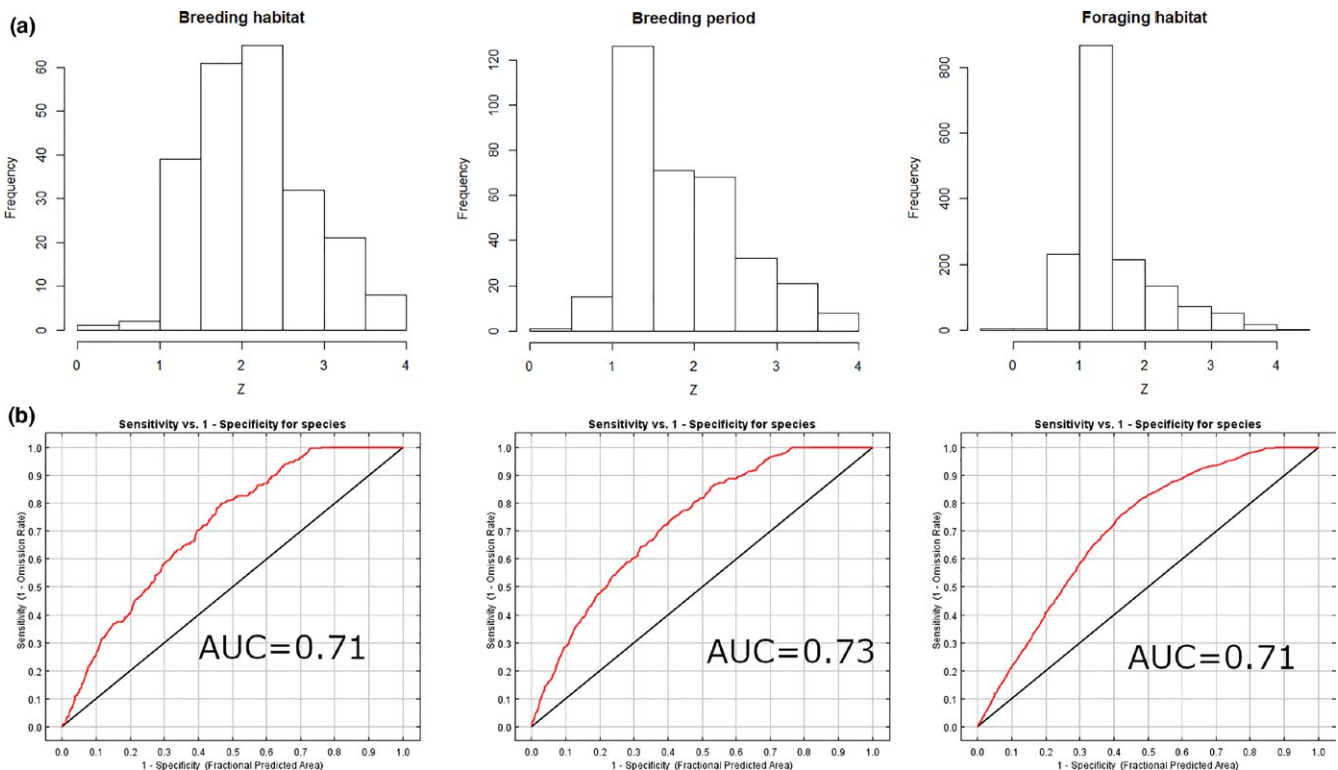 (a)
Breeding habitat
Frequency
0 10 20 30 40 50 60
0 1 2 3 4
Z
Breeding period
Frequency
0 20 40 60 80 100 120
0 1 2 3 4
Z
Foraging habitat
Frequency
0 200 400 600 800
0 1 2 3 4
Z
(b)
Sensitivity vs. 1 - Specificity for species
Sensitivity (1 - Omission Rate)
1.0
0.9
0.8
0.7
0.6
0.5
0.4
0.3
0.2
0.1
0.0
AUC=0.71
0.0 0.1 0.2 0.3 0.4 0.5 0.6 0.7 0.8 0.9 1.0
1 - Specificity (Fractional Predicted Area)
Sensitivity vs. 1 - Specificity for species
Sensitivity (1 - Omission Rate)
1.0
0.9
0.8
0.7
0.6
0.5
0.4
0.3
0.2
0.1
0.0
AUC=0.73
0.0 0.1 0.2 0.3 0.4 0.5 0.6 0.7 0.8 0.9 1.0
1 - Specificity (Fractional Predicted Area)
Sensitivity vs. 1 - Specificity for species
Sensitivity (1 - Omission Rate)
1.0
0.9
0.8
0.7
0.6
0.5
0.4
0.3
0.2
0.1
0.0
AUC=0.71
0.0 0.1 0.2 0.3 0.4 0.5 0.6 0.7 0.8 0.9 1.0
1 - Specificity (Fractional Predicted Area)